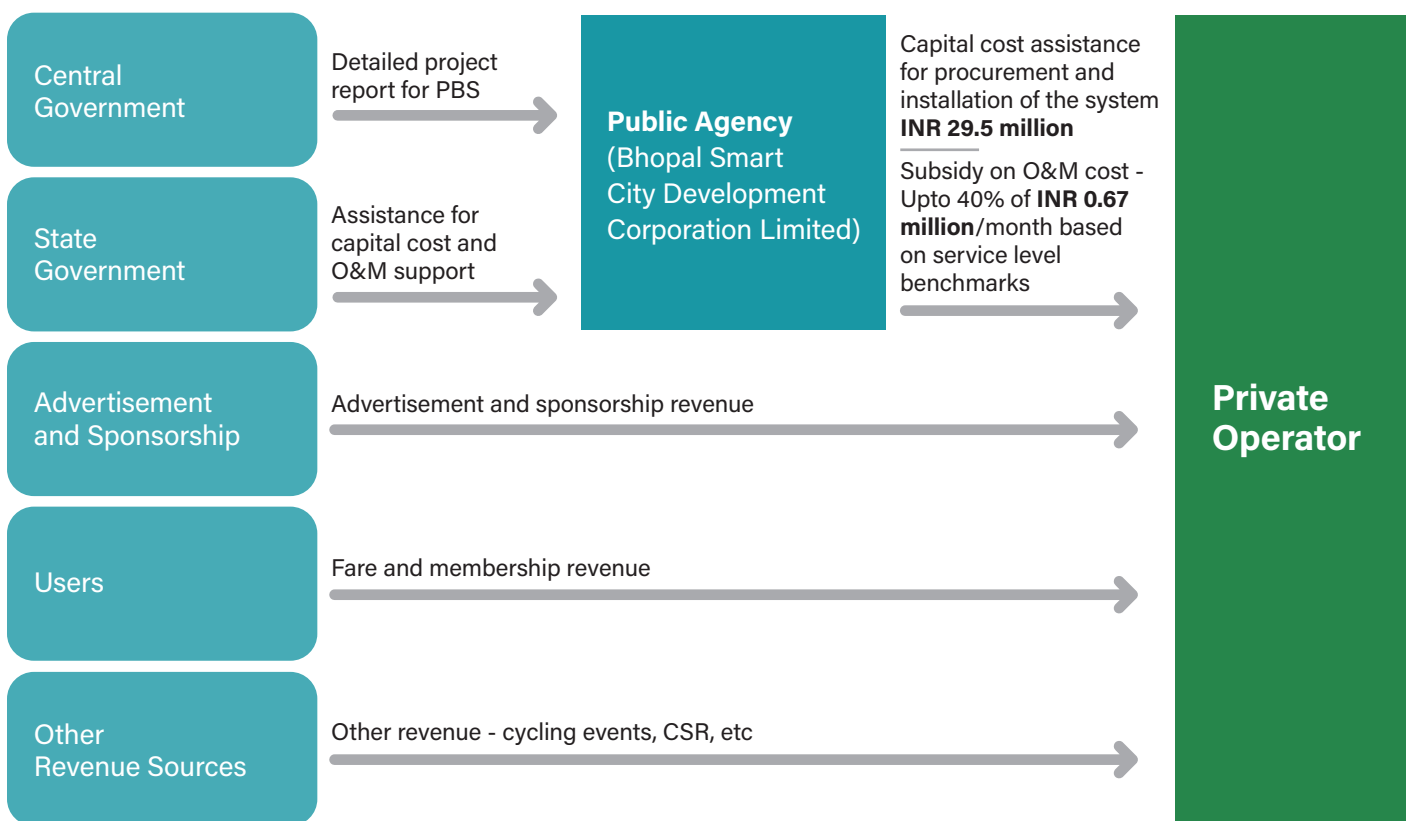 Central
Government
Detailed project
report for PBS
State
Government
Assistance for
capital cost and
O&M support
Public Agency
(Bhopal Smart
City Development
Corporation Limited)
Capital cost assistance
for procurement and
installation of the system
INR 29.5 million
Subsidy on O&M cost -
Upto 40% of INR 0.67
million/month based
on service level
benchmarks
Advertisement
and Sponsorship
Advertisement and sponsorship revenue
Users
Fare and membership revenue
Other
Revenue Sources
Other revenue - cycling events, CSR, etc
Private
Operator